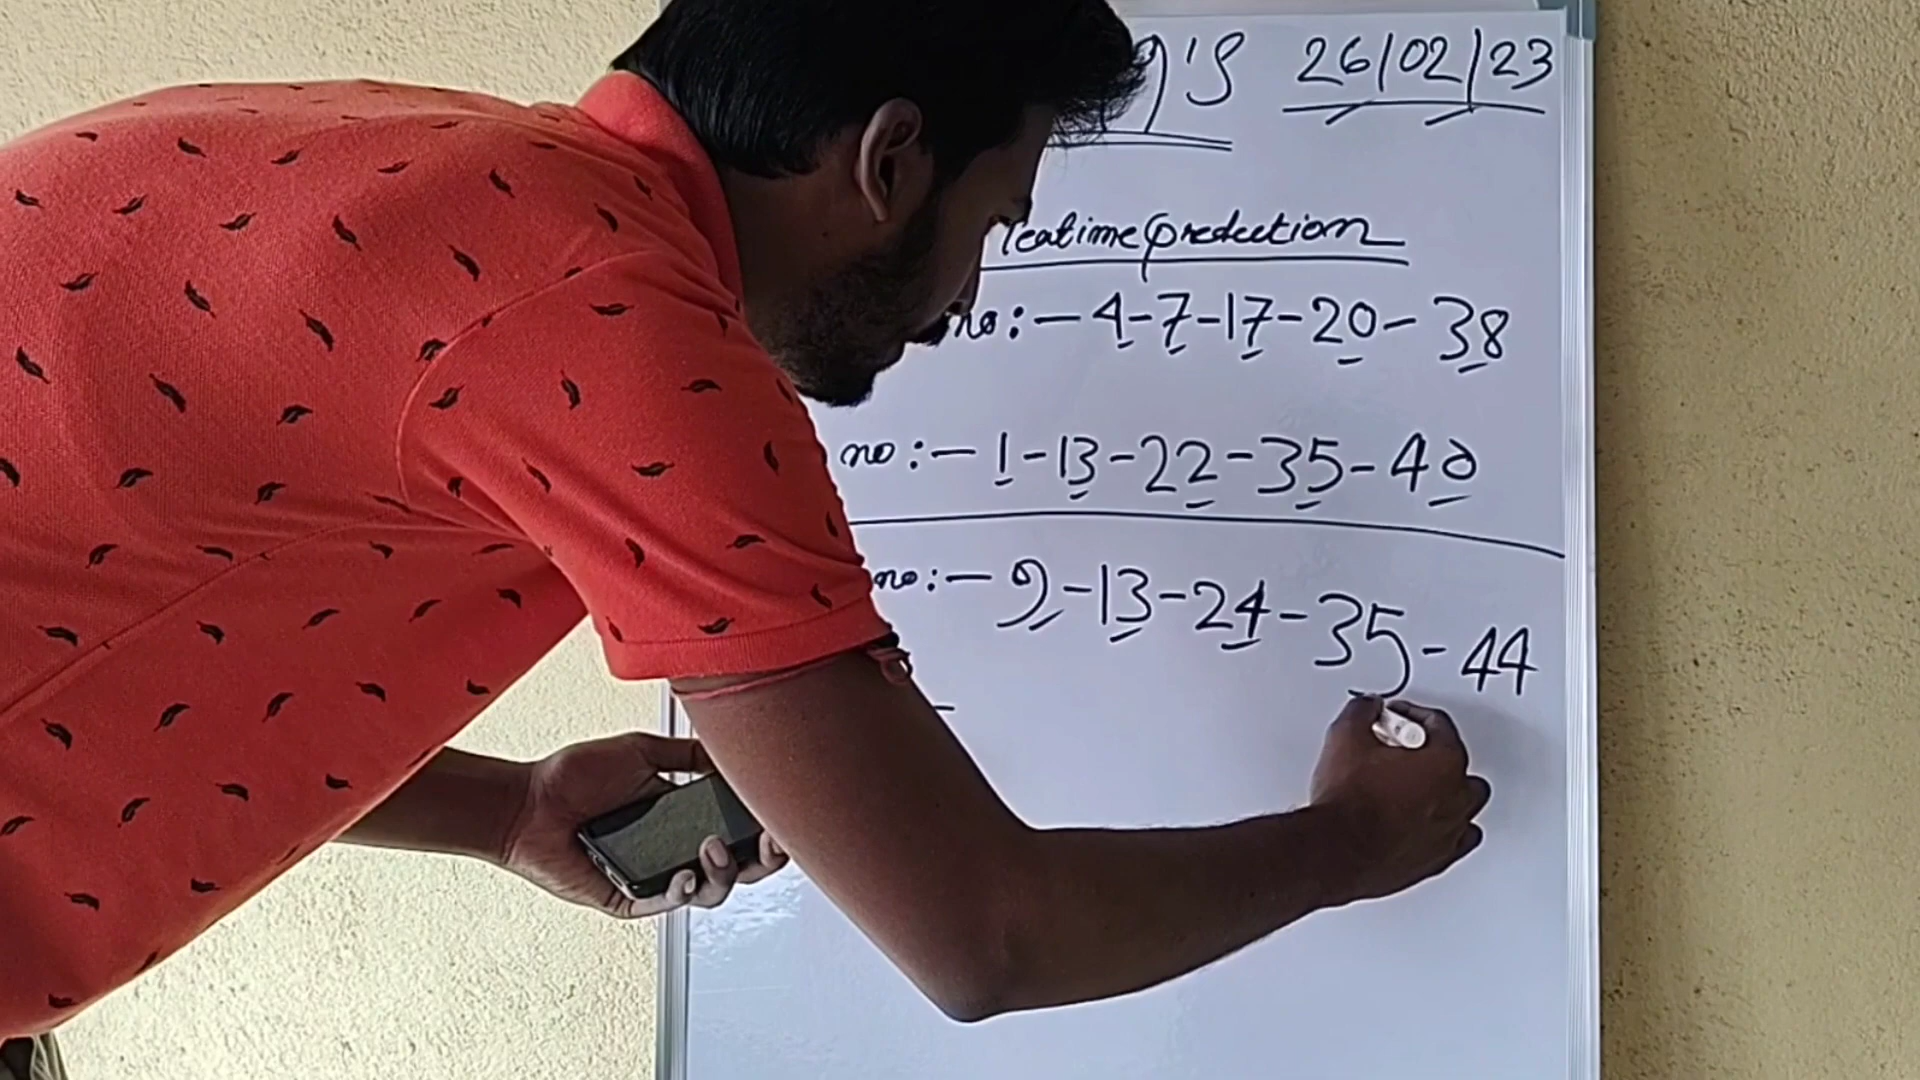 'S 26/02/23
Teatime prediction
no:- 4-7-17-20-38
no:- 1-13-22-35-40
no:- 9-13-24-35-44